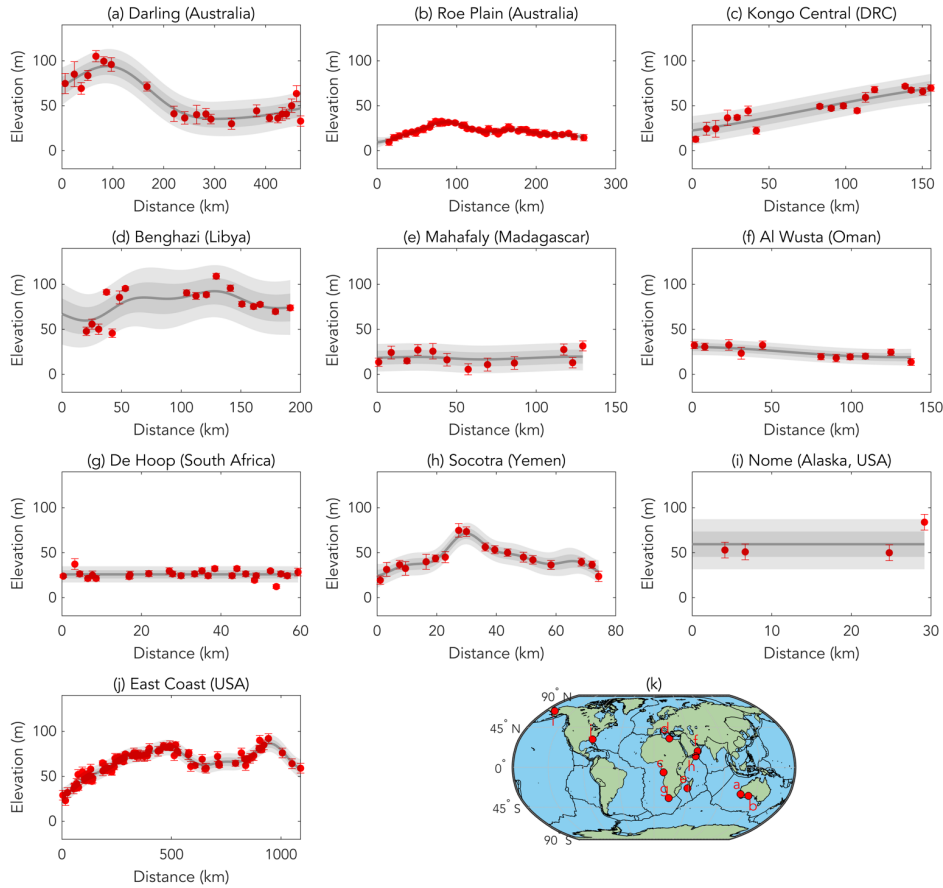 (a) Darling (Australia)
Elevation (m)
100
50
0
0 100 200 300 400
Distance (km)
(b) Roe Plain (Australia)
Elevation (m)
100
50
0
0 100 200 300
Distance (km)
(c) Kongo Central (DRC)
Elevation (m)
100
50
0
0 50 100 150
Distance (km)
(d) Benghazi (Libya)
Elevation (m)
100
50
0
0 50 100 150 200
Distance (km)
(e) Mahafaly (Madagascar)
Elevation (m)
100
50
0
0 50 100 150
Distance (km)
(f) Al Wusta (Oman)
Elevation (m)
100
50
0
0 50 100 150
Distance (km)
(g) De Hoop (South Africa)
Elevation (m)
100
50
0
0 20 40 60
Distance (km)
(h) Socotra (Yemen)
Elevation (m)
100
50
0
0 20 40 60 80
Distance (km)
(i) Nome (Alaska, USA)
Elevation (m)
100
50
0
0 10 20 30
Distance (km)
(j) East Coast (USA)
Elevation (m)
100
50
0
0 500 1000
Distance (km)
(k)
90° N
45° N
0°
45° S
90° S
i
j
d
f
h
c
e
g
a
b